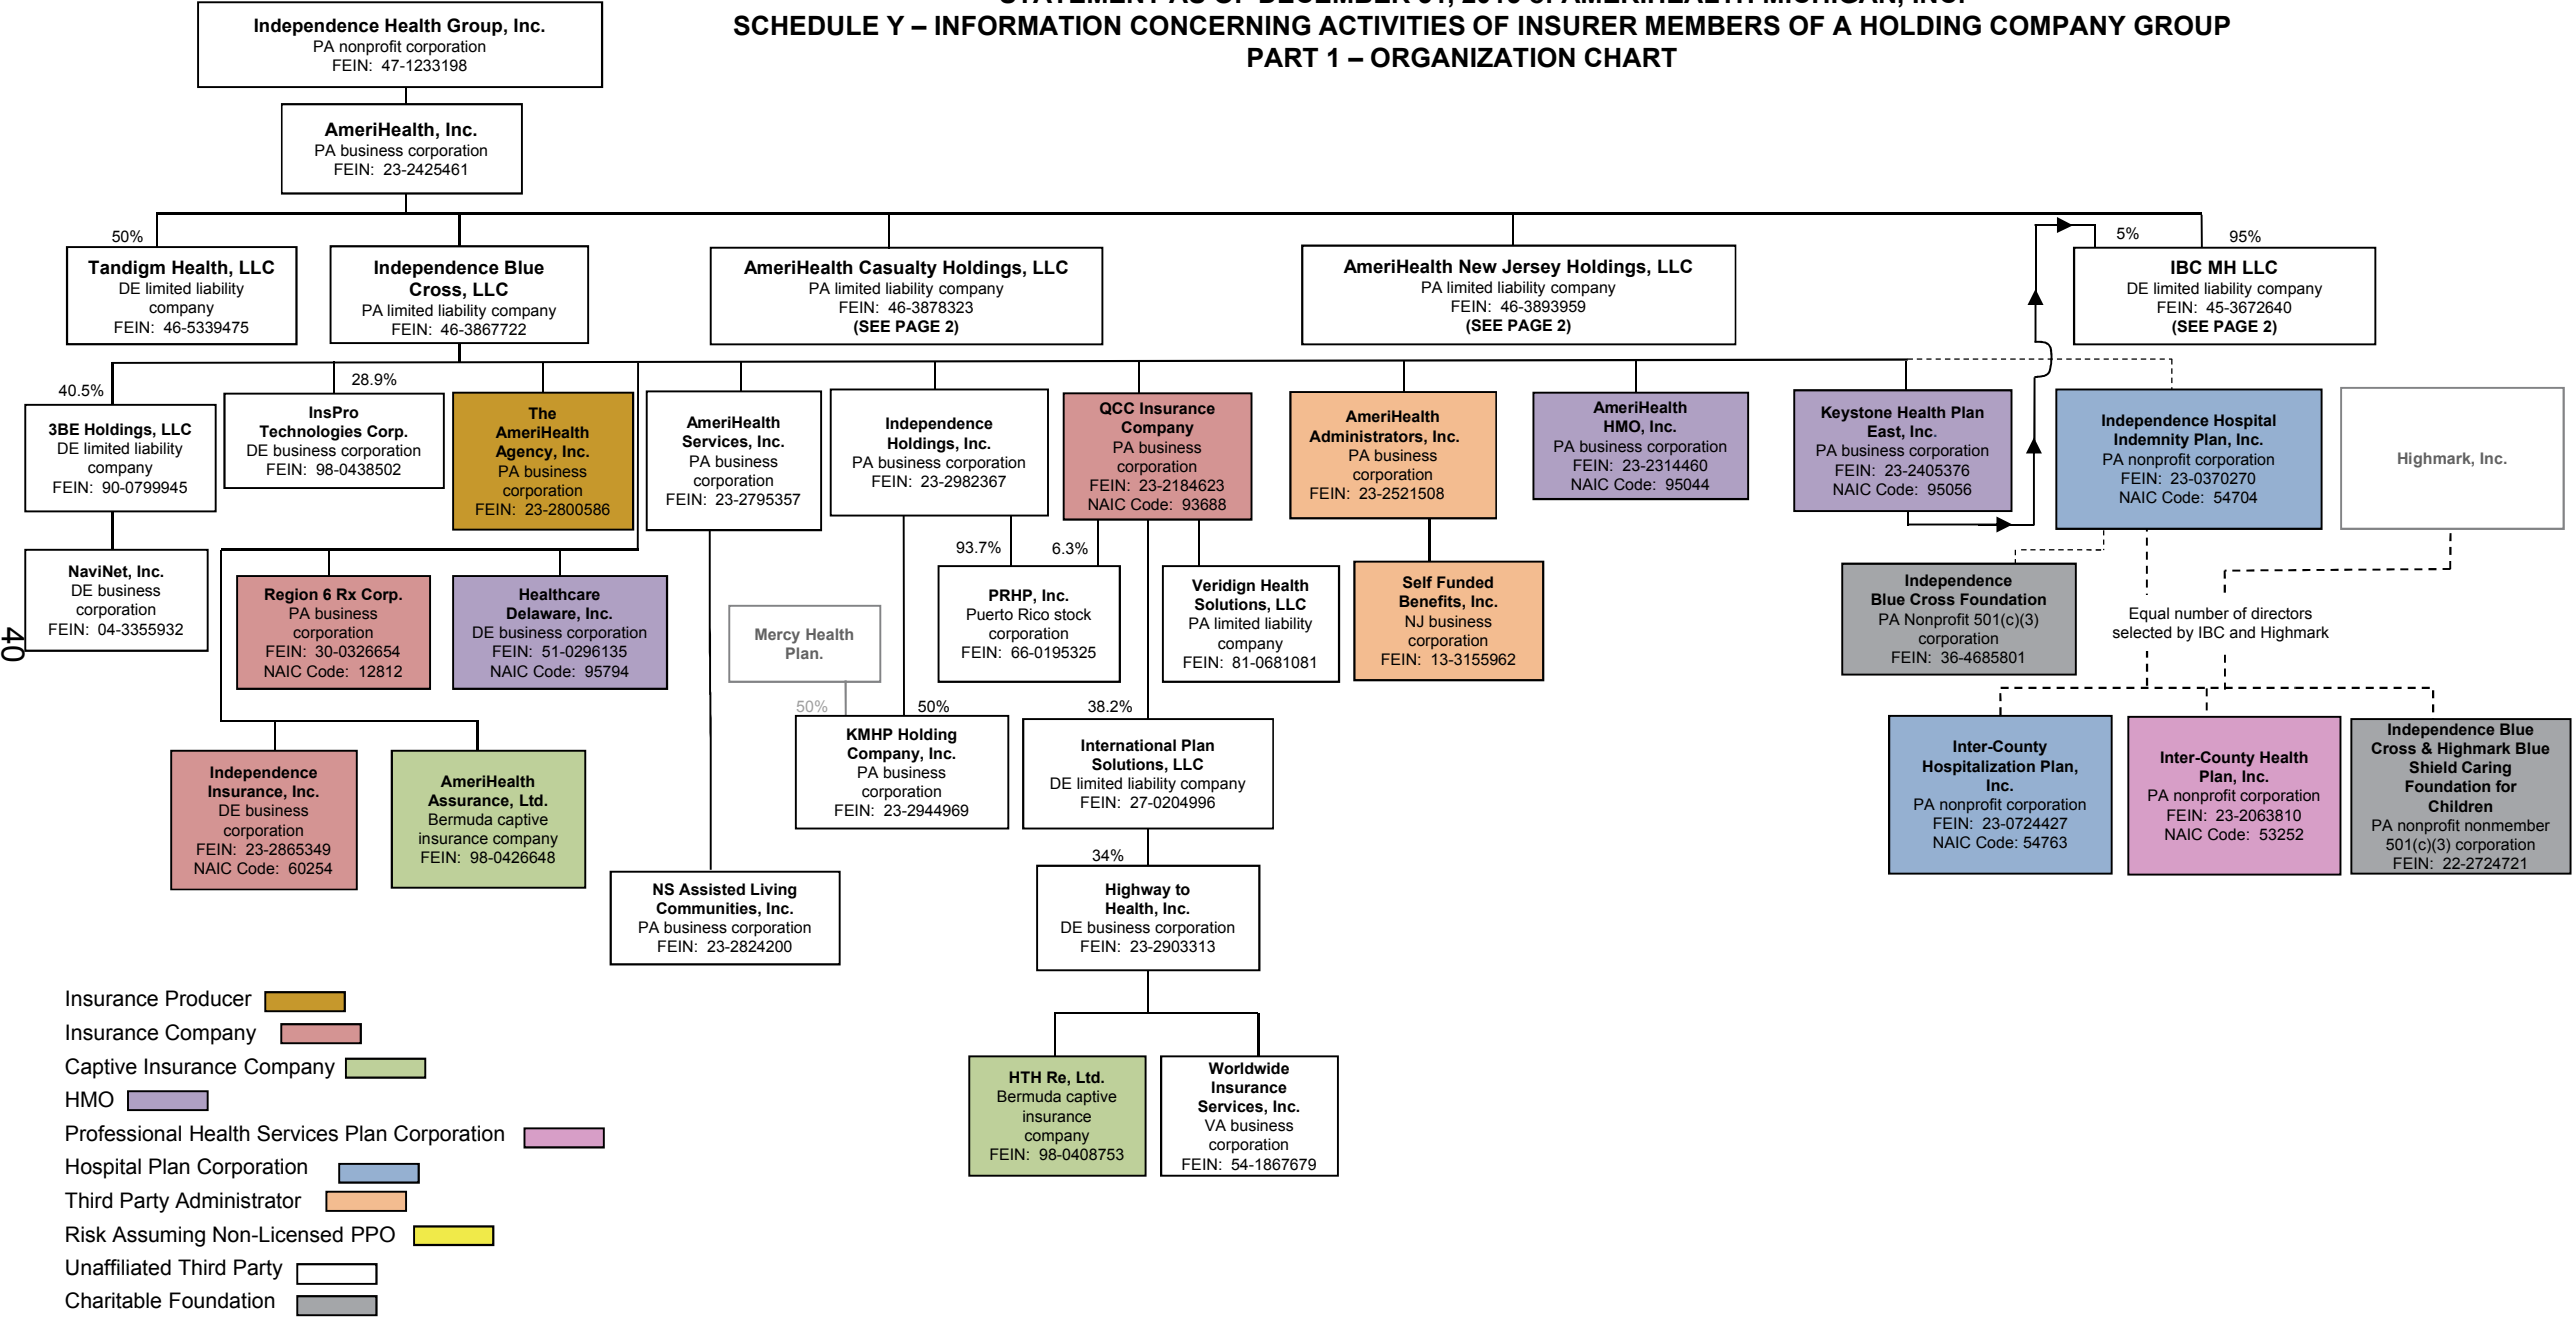 STATEMENT AS OF DECEMBER 31, 2016 of AMERIHEALTH MICHIGAN, INC.
SCHEDULE Y – INFORMATION CONCERNING ACTIVITIES OF INSURER MEMBERS OF A HOLDING COMPANY GROUP
PART 1 – ORGANIZATION CHART
Independence Health Group, Inc.
PA nonprofit corporation
FEIN: 47-1233198
AmeriHealth, Inc.
PA business corporation
FEIN: 23-2425461
50%
Tandigm Health, LLC
DE limited liability
company
FEIN: 46-5339475
Independence Blue
Cross, LLC
PA limited liability company
FEIN: 46-3867722
AmeriHealth Casualty Holdings, LLC
PA limited liability company
FEIN: 46-3878323
(SEE PAGE 2)
AmeriHealth New Jersey Holdings, LLC
PA limited liability company
FEIN: 46-3893959
(SEE PAGE 2)
5%
95%
IBC MH LLC
DE limited liability company
FEIN: 45-3672640
(SEE PAGE 2)
40.5%
3BE Holdings, LLC
DE limited liability
company
FEIN: 90-0799945
28.9%
InsPro
Technologies Corp.
DE business corporation
FEIN: 98-0438502
The
AmeriHealth
Agency, Inc.
PA business
corporation
FEIN: 23-2800586
AmeriHealth
Services, Inc.
PA business
corporation
FEIN: 23-2795357
Independence
Holdings, Inc.
PA business corporation
FEIN: 23-2982367
QCC Insurance
Company
PA business
corporation
FEIN: 23-2184623
NAIC Code: 93688
AmeriHealth
Administrators, Inc.
PA business
corporation
FEIN: 23-2521508
AmeriHealth
HMO, Inc.
PA business corporation
FEIN: 23-2314460
NAIC Code: 95044
Keystone Health Plan
East, Inc.
PA business corporation
FEIN: 23-2405376
NAIC Code: 95056
Independence Hospital
Indemnity Plan, Inc.
PA nonprofit corporation
FEIN: 23-0370270
NAIC Code: 54704
Highmark, Inc.
NaviNet, Inc.
DE business
corporation
FEIN: 04-3355932
40
Region 6 Rx Corp.
PA business
corporation
FEIN: 30-0326654
NAIC Code: 12812
Healthcare
Delaware, Inc.
DE business corporation
FEIN: 51-0296135
NAIC Code: 95794
Mercy Health
Plan.
93.7%
6.3%
PRHP, Inc.
Puerto Rico stock
corporation
FEIN: 66-0195325
Veridign Health
Solutions, LLC
PA limited liability
company
FEIN: 81-0681081
Self Funded
Benefits, Inc.
NJ business
corporation
FEIN: 13-3155962
Independence
Blue Cross Foundation
PA Nonprofit 501(c)(3)
corporation
FEIN: 36-4685801
Equal number of directors
selected by IBC and Highmark
50%
50%
KMHP Holding
Company, Inc.
PA business
corporation
FEIN: 23-2944969
38.2%
International Plan
Solutions, LLC
DE limited liability company
FEIN: 27-0204996
Inter-County
Hospitalization Plan,
Inc.
PA nonprofit corporation
FEIN: 23-0724427
NAIC Code: 54763
Inter-County Health
Plan, Inc.
PA nonprofit corporation
FEIN: 23-2063810
NAIC Code: 53252
Independence Blue
Cross & Highmark Blue
Shield Caring
Foundation for
Children
PA nonprofit nonmember
501(c)(3) corporation
FEIN: 22-2724721
Independence
Insurance, Inc.
DE business
corporation
FEIN: 23-2865349
NAIC Code: 60254
AmeriHealth
Assurance, Ltd.
Bermuda captive
insurance company
FEIN: 98-0426648
NS Assisted Living
Communities, Inc.
PA business corporation
FEIN: 23-2824200
34%
Highway to
Health, Inc.
DE business corporation
FEIN: 23-2903313
HTH Re, Ltd.
Bermuda captive
insurance
company
FEIN: 98-0408753
Worldwide
Insurance
Services, Inc.
VA business
corporation
FEIN: 54-1867679
Insurance Producer
Insurance Company
Captive Insurance Company
HMO
Professional Health Services Plan Corporation
Hospital Plan Corporation
Third Party Administrator
Risk Assuming Non-Licensed PPO
Unaffiliated Third Party
Charitable Foundation